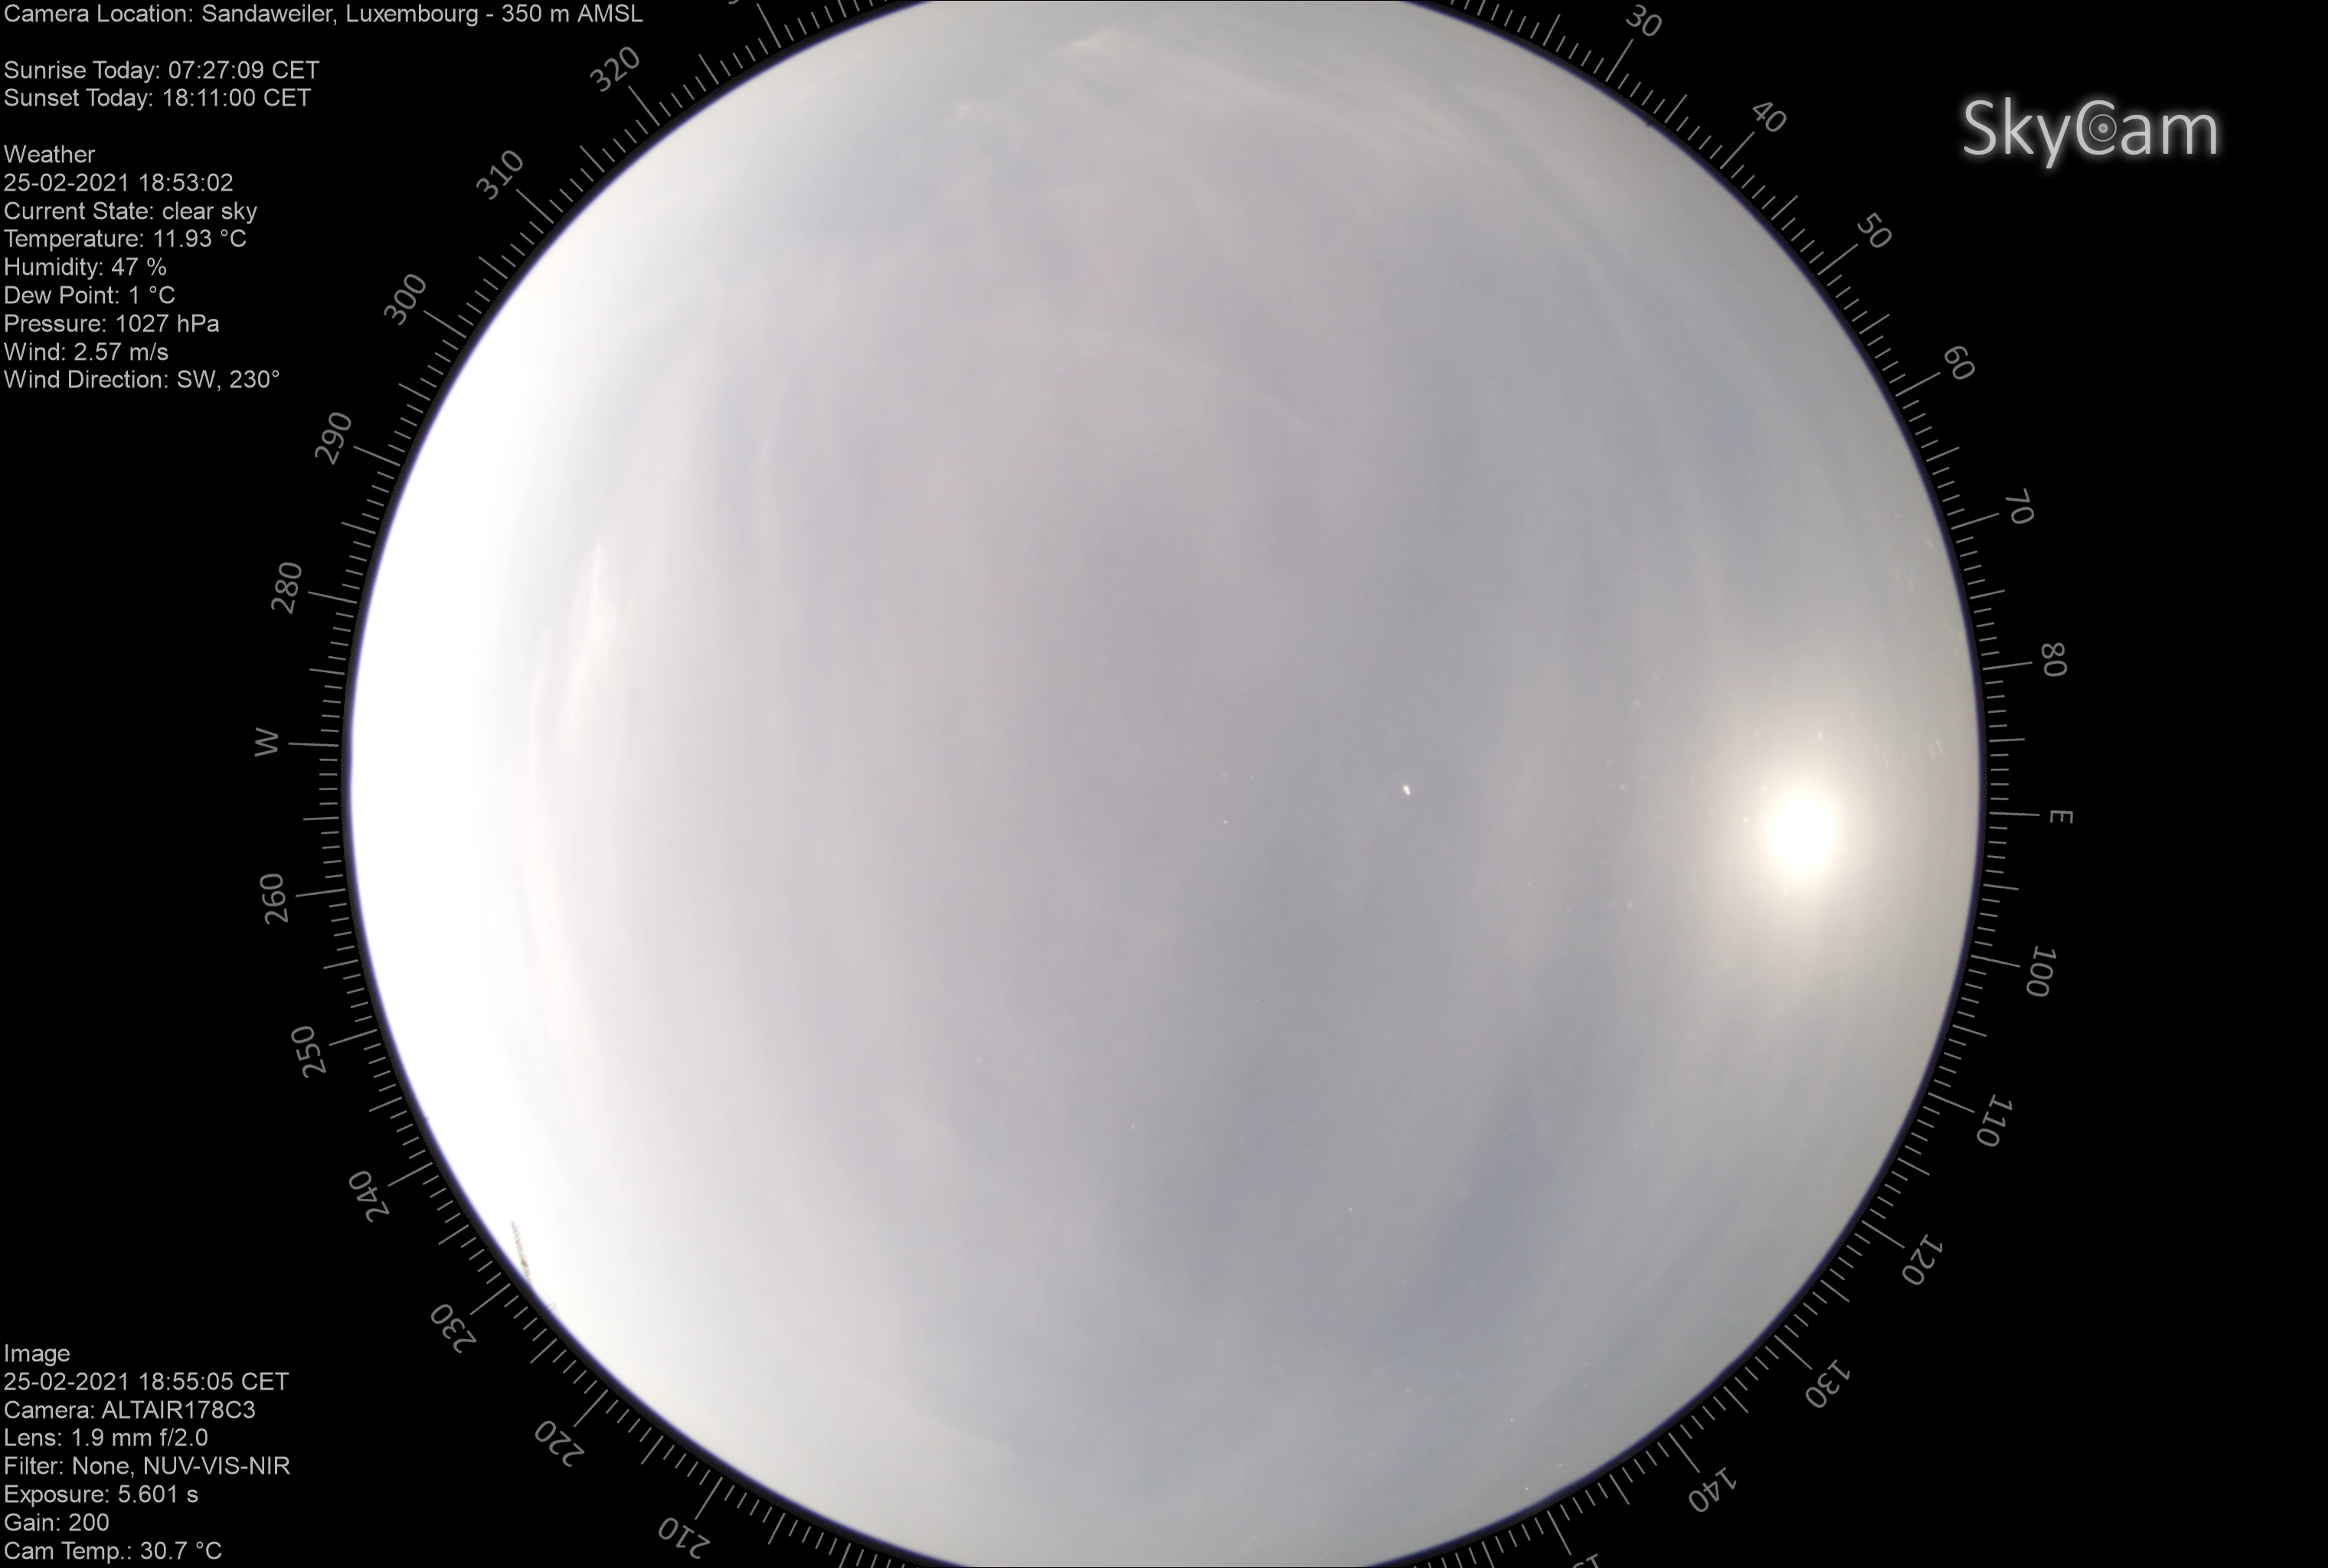 Camera Location: Sandaweiler, Luxembourg - 350 m AMSL
Sunrise Today: 07:27:09 CET
Sunset Today: 18:11:00 CET
Weather
25-02-2021 18:53:02
Current State: clear sky
Temperature: 11.93 °C
Humidity: 47 %
Dew Point: 1 °C
Pressure: 1027 hPa
Wind: 2.57 m/s
Wind Direction: SW, 230°
SkyCam
30
40
50
60
70
80
E
100
110
120
130
140
210
220
230
240
250
260
W
280
290
300
310
320
Image
25-02-2021 18:55:05 CET
Camera: ALTAIR178C3
Lens: 1.9 mm f/2.0
Filter: None, NUV-VIS-NIR
Exposure: 5.601 s
Gain: 200
Cam Temp.: 30.7 °C